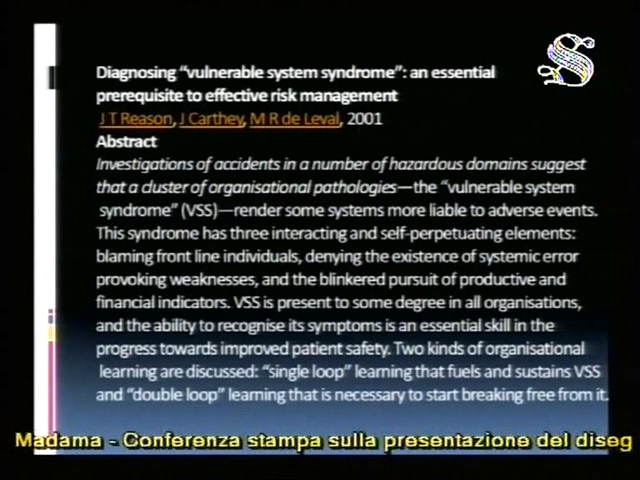 Diagnosing “vulnerable system syndrome”: an essential
prerequisite to effective risk management
J T Reason, J Carthey, M R de Leval, 2001
Abstract
Investigations of accidents in a number of hazardous domains suggest
that a cluster of organisational pathologies—the “vulnerable system
syndrome” (VSS)—render some systems more liable to adverse events.
This syndrome has three interacting and self-perpetuating elements:
blaming front line individuals, denying the existence of systemic error
provoking weaknesses, and the blinkered pursuit of productive and
financial indicators. VSS is present to some degree in all organisations,
and the ability to recognise its symptoms is an essential skill in the
progress towards improved patient safety. Two kinds of organisational
learning are discussed: “single loop” learning that fuels and sustains VSS
and “double loop” learning that is necessary to start breaking free from it.
Madama - Conferenza stampa sulla presentazione del diseg